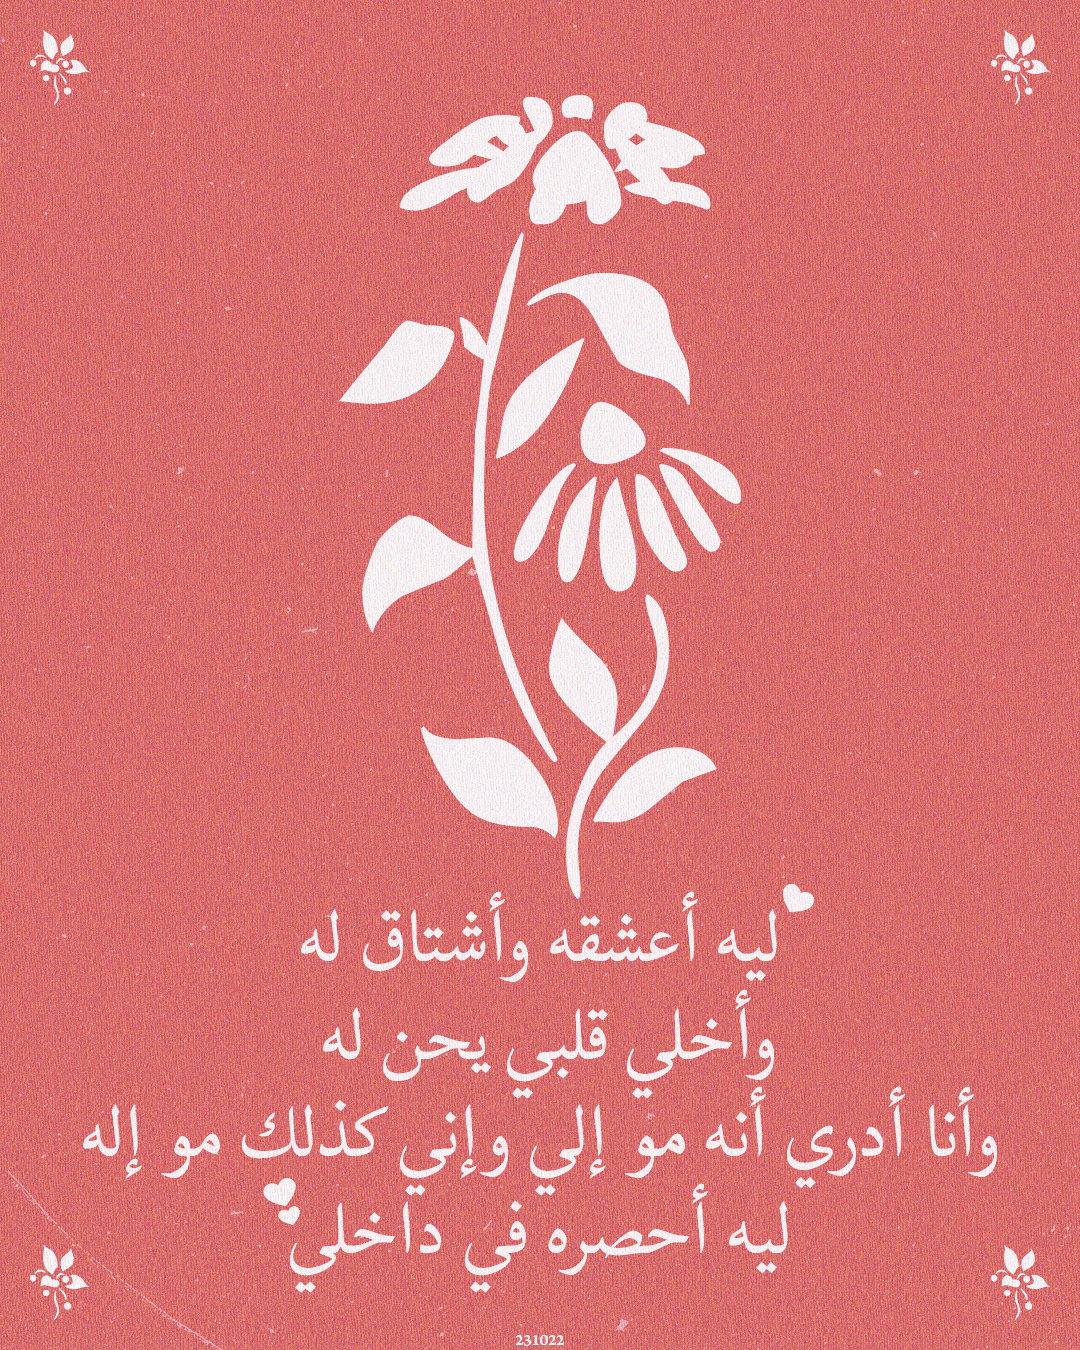 ليه أعشقه وأشتاق له
وأخلي قلبي يحن له
وأنا أدري أنه مو إلي وإني كذلك مو إله
ليه أحصره في داخلي
231022